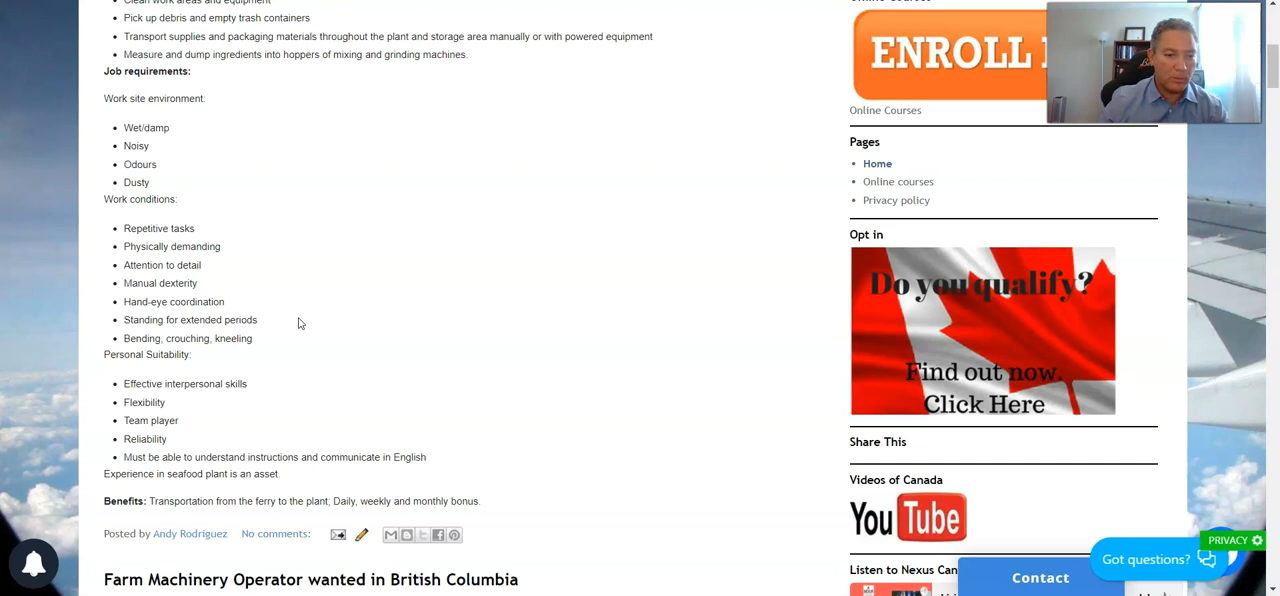 Clean work areas and equipment
Pick up debris and empty trash containers
Transport supplies and packaging materials throughout the plant and storage area manually or with powered equipment
Measure and dump ingredients into hoppers of mixing and grinding machines.
Job requirements:
Work site environment:
Wet/damp
Noisy
Odours
Dusty
Work conditions:
Repetitive tasks
Physically demanding
Attention to detail
Manual dexterity
Hand-eye coordination
Standing for extended periods
Bending, crouching, kneeling
Personal Suitability:
Effective interpersonal skills
Flexibility
Team player
Reliability
Must be able to understand instructions and communicate in English
Experience in seafood plant is an asset.
Benefits: Transportation from the ferry to the plant, Daily, weekly and monthly bonus.
Posted by Andy Rodriguez No comments:
Farm Machinery Operator wanted in British Columbia
Online Courses
ENROLL
Online Courses
Pages
Home
Online courses
Privacy policy
Opt in
Do you qualify?
Find out now.
Click Here
Share This
Videos of Canada
YouTube
PRIVACY
Got questions?
Listen to Nexus Can
Contact